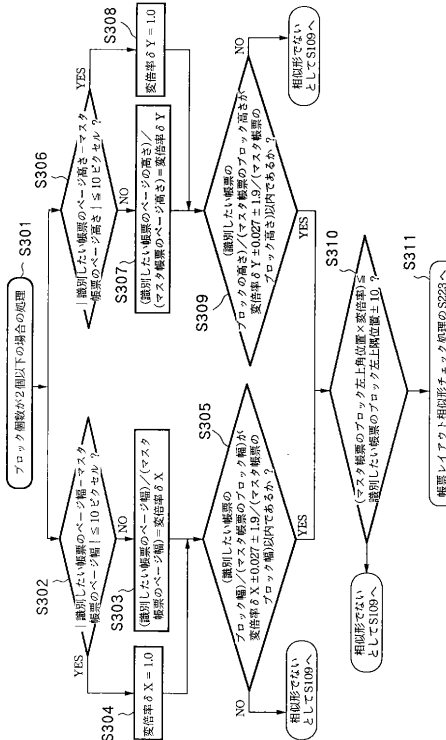 S301
ブロック個数が2個以下の場合の処理
S302
|識別したい帳票のページ幅-マスタ
帳票のページ幅|≦10ピクセル?
YES
NO
S303
(識別したい帳票のページ幅)/(マスタ
帳票のページ幅)=変倍率δX
S304
変倍率δX=1.0
S305
(識別したい帳票の
ブロック幅)/(マスタ帳票のブロック幅)が
変倍率δX±0.027±1.9/(マスタ帳票の
ブロック幅)以内であるか?
NO
YES
相似形でない
としてS109へ
S306
|識別したい帳票のページ高さ-マスタ
帳票のページ高さ|≦10ピクセル?
YES
NO
S307
(識別したい帳票のページの高さ)/
(マスタ帳票のページ高さ)=変倍率δY
S308
変倍率δY=1.0
S309
(識別したい帳票の
ブロックの高さ)/(マスタ帳票のブロック高さ)が
変倍率δY±0.027±1.9/(マスタ帳票の
ブロック高さ)以内であるか?
NO
YES
相似形でない
としてS109へ
S310
(マスタ帳票のブロック左上角位置×変倍率)≦
識別したい帳票のブロック左上隅位置±10,?
相似形でない
としてS109へ
S311
帳票レイアウト相似形チェック処理のS223へ